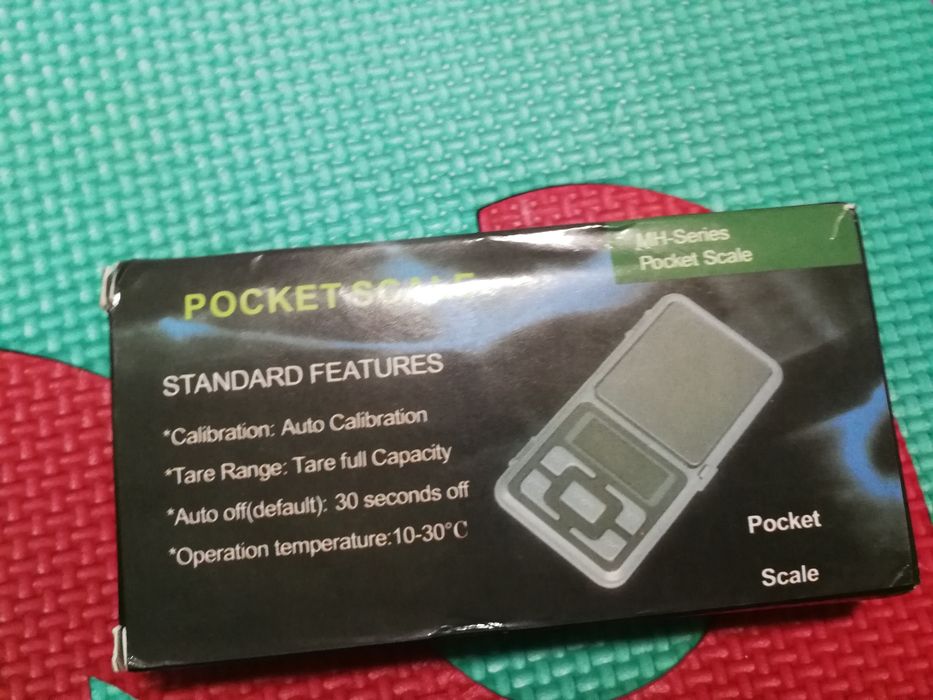 MH-Series
Pocket Scale
POCKET SCALE
STANDARD FEATURES
*Calibration: Auto Calibration
*Tare Range: Tare full Capacity
*Auto off(default): 30 seconds off
*Operation temperature:10-30°C
Pocket
Scale